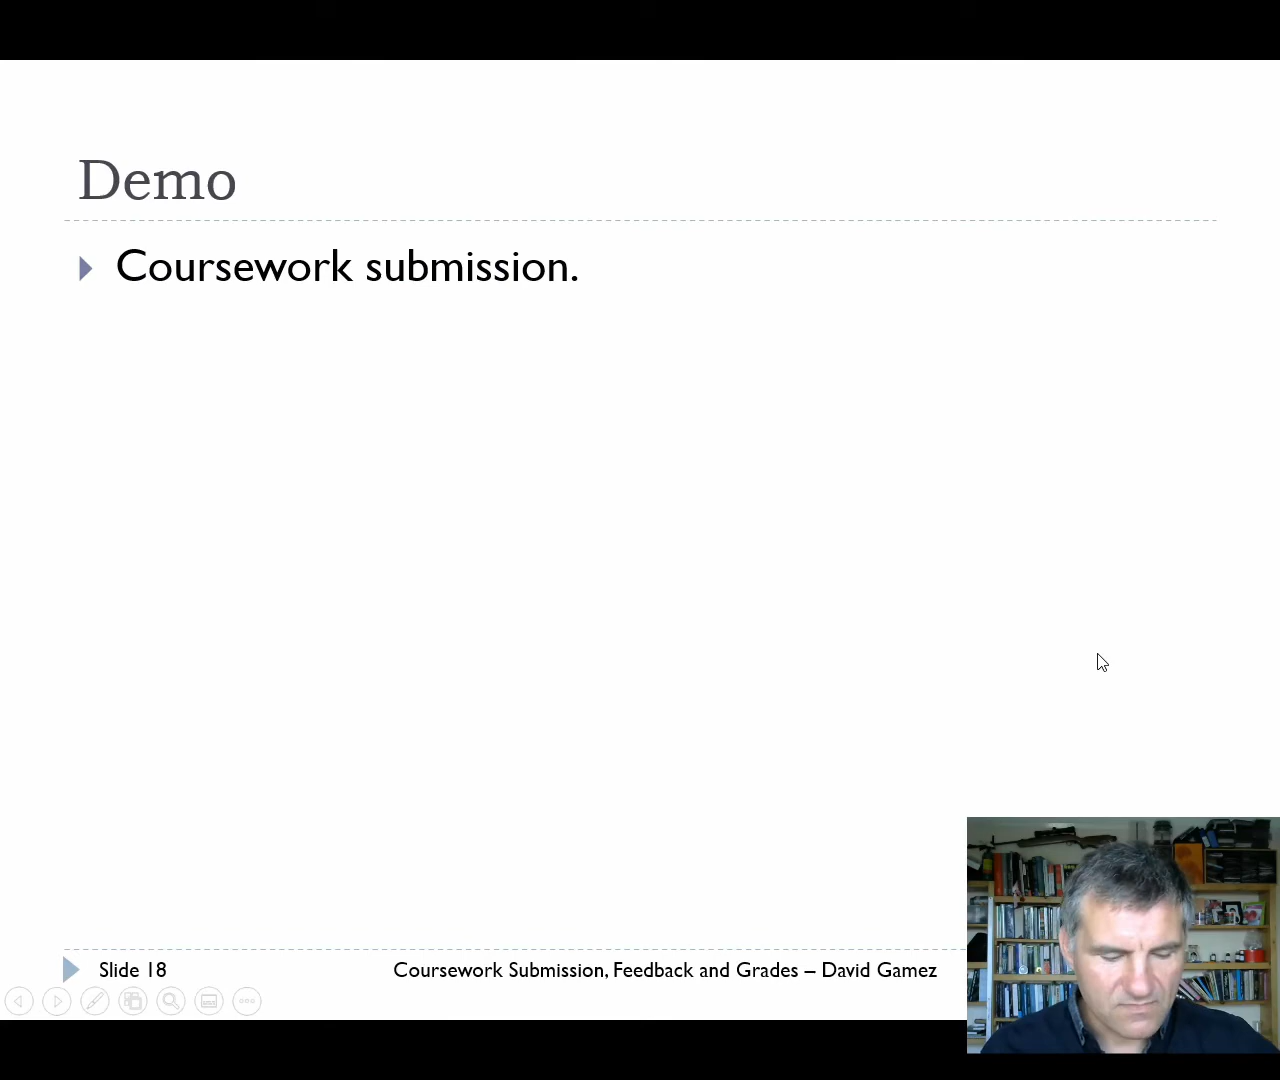 Demo
Coursework submission.
Slide 18
Coursework Submission, Feedback and Grades – David Gamez